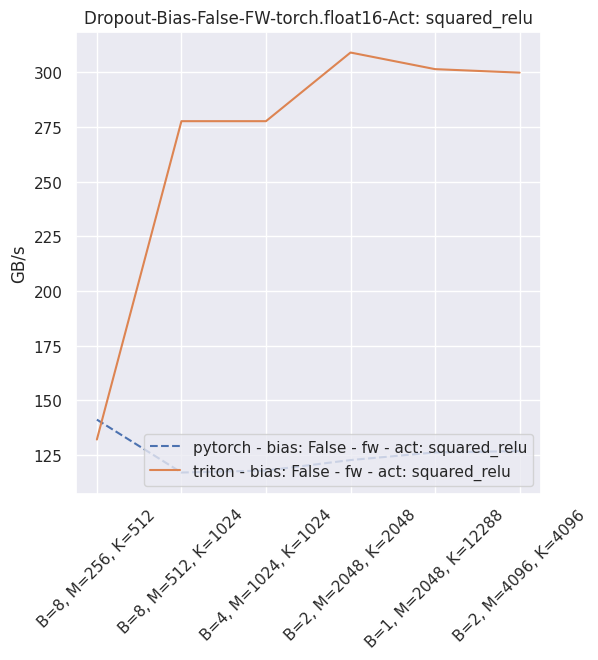 Dropout-Bias-False-FW-torch.float16-Act: squared_relu
300
275
250
225
200
175
150
125
GB/s
pytorch - bias: False - fw - act: squared_relu
triton - bias: False - fw - act: squared_relu
B=8, M=256, K=512
B=8, M=512, K=1024
B=4, M=1024, K=1024
B=2, M=2048, K=2048
B=1, M=2048, K=12288
B=2, M=4096, K=4096